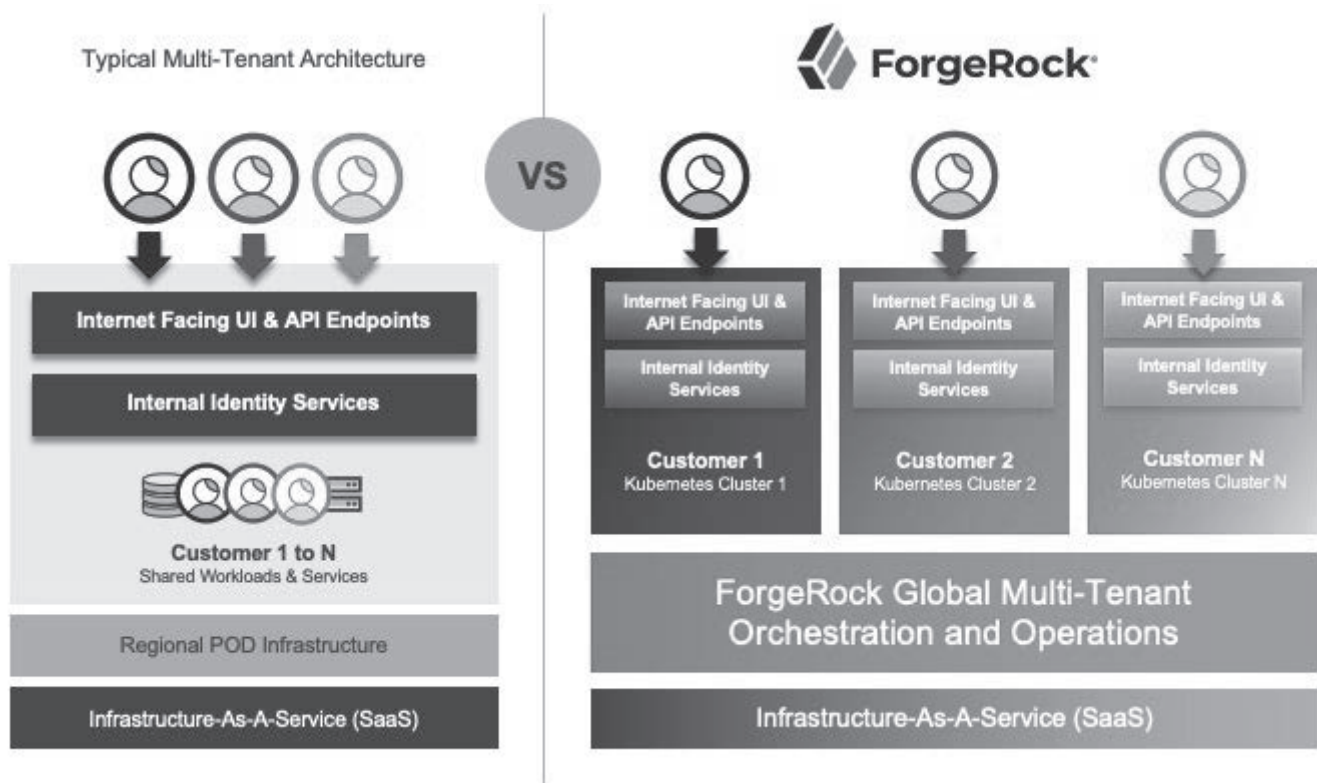 Typical Multi-Tenant Architecture
Internet Facing UI & API Endpoints
Internal Identity Services
Customer 1 to N
Shared Workloads & Services
Regional POD Infrastructure
Infrastructure-As-A-Service (SaaS)
VS
ForgeRock®
Internet Facing UI &
API Endpoints
Internal Identity
Services
Customer 1
Kubernetes Cluster 1
Internet Facing UI &
API Endpoints
Internal Identity
Services
Customer 2
Kubernetes Cluster 2
Internet Facing UI &
API Endpoints
Internal Identity
Services
Customer N
Kubernetes Cluster N
ForgeRock Global Multi-Tenant
Orchestration and Operations
Infrastructure-As-A-Service (SaaS)